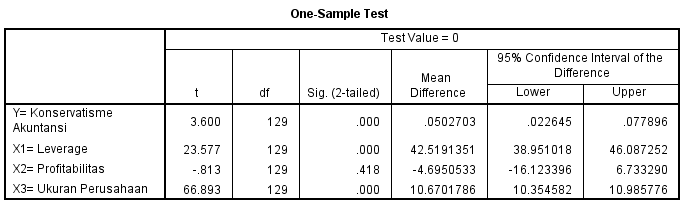 One-Sample Test
Test Value = 0
95% Confidence Interval of the
Difference
Mean
t df Sig. (2-tailed) Difference Lower Upper
Y= Konservatisme
Akuntansi 3.600 129 .000 .0502703 .022645 .077896
X1= Leverage 23.577 129 .000 42.5191351 38.951018 46.087252
X2= Profitabilitas -.813 129 .418 -4.6950533 -16.123396 6.733290
X3= Ukuran Perusahaan 66.893 129 .000 10.6701786 10.354582 10.985776